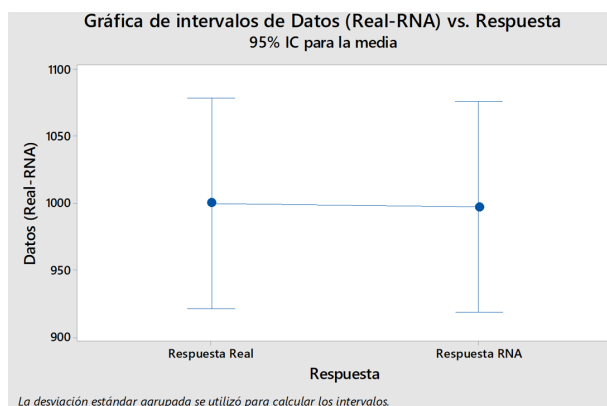 Gráfica de intervalos de Datos (Real-RNA) vs. Respuesta
95% IC para la media
1100
1050
1000
950
900
Datos (Real-RNA)
Respuesta Real
Respuesta RNA
Respuesta
La desviación estándar agrupada se utilizó para calcular los intervalos.